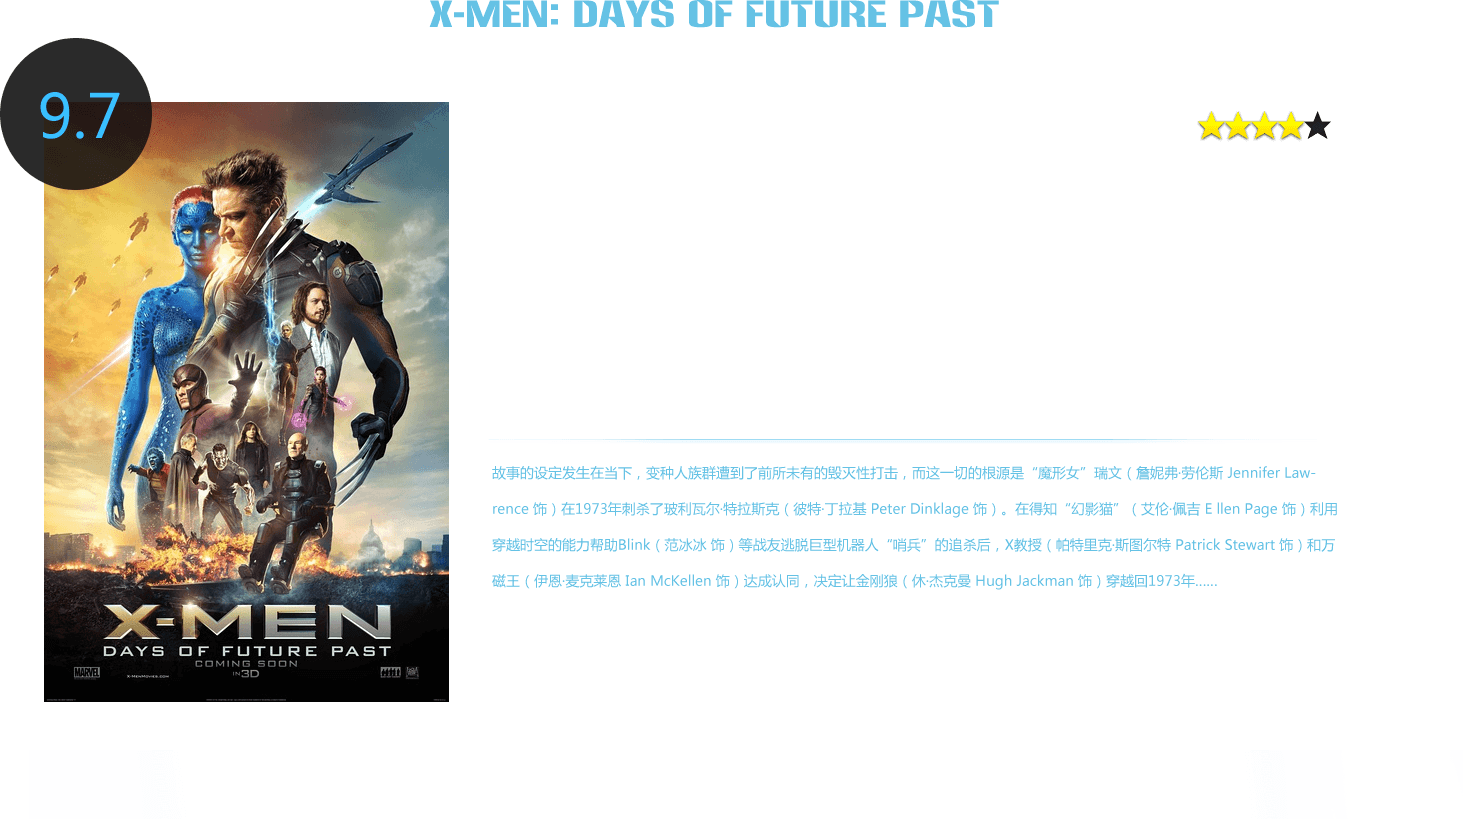 X-MEN: DAYS OF FUTURE PAST
9.7
故事的设定发生在当下，变种人族群遭到了前所未有的毁灭性打击，而这一切的根源是“魔形女”瑞文（詹妮弗·劳伦斯 Jennifer Law-
rence 饰）在1973年刺杀了玻利瓦尔·特拉斯克（彼特·丁拉基 Peter Dinklage 饰）。在得知“幻影猫”（艾伦·佩吉 E llen Page 饰）利用
穿越时空的能力帮助Blink（范冰冰 饰）等战友逃脱巨型机器人“哨兵”的追杀后，X教授（帕特里克·斯图尔特 Patrick Stewart 饰）和万
磁王（伊恩·麦克莱恩 Ian McKellen 饰）达成认同，决定让金刚狼（休·杰克曼 Hugh Jackman 饰）穿越回1973年......
X-MEN
DAYS OF FUTURE PAST
COMING SOON
IN 3D
MARVEL
X-MENMOVIES.COM